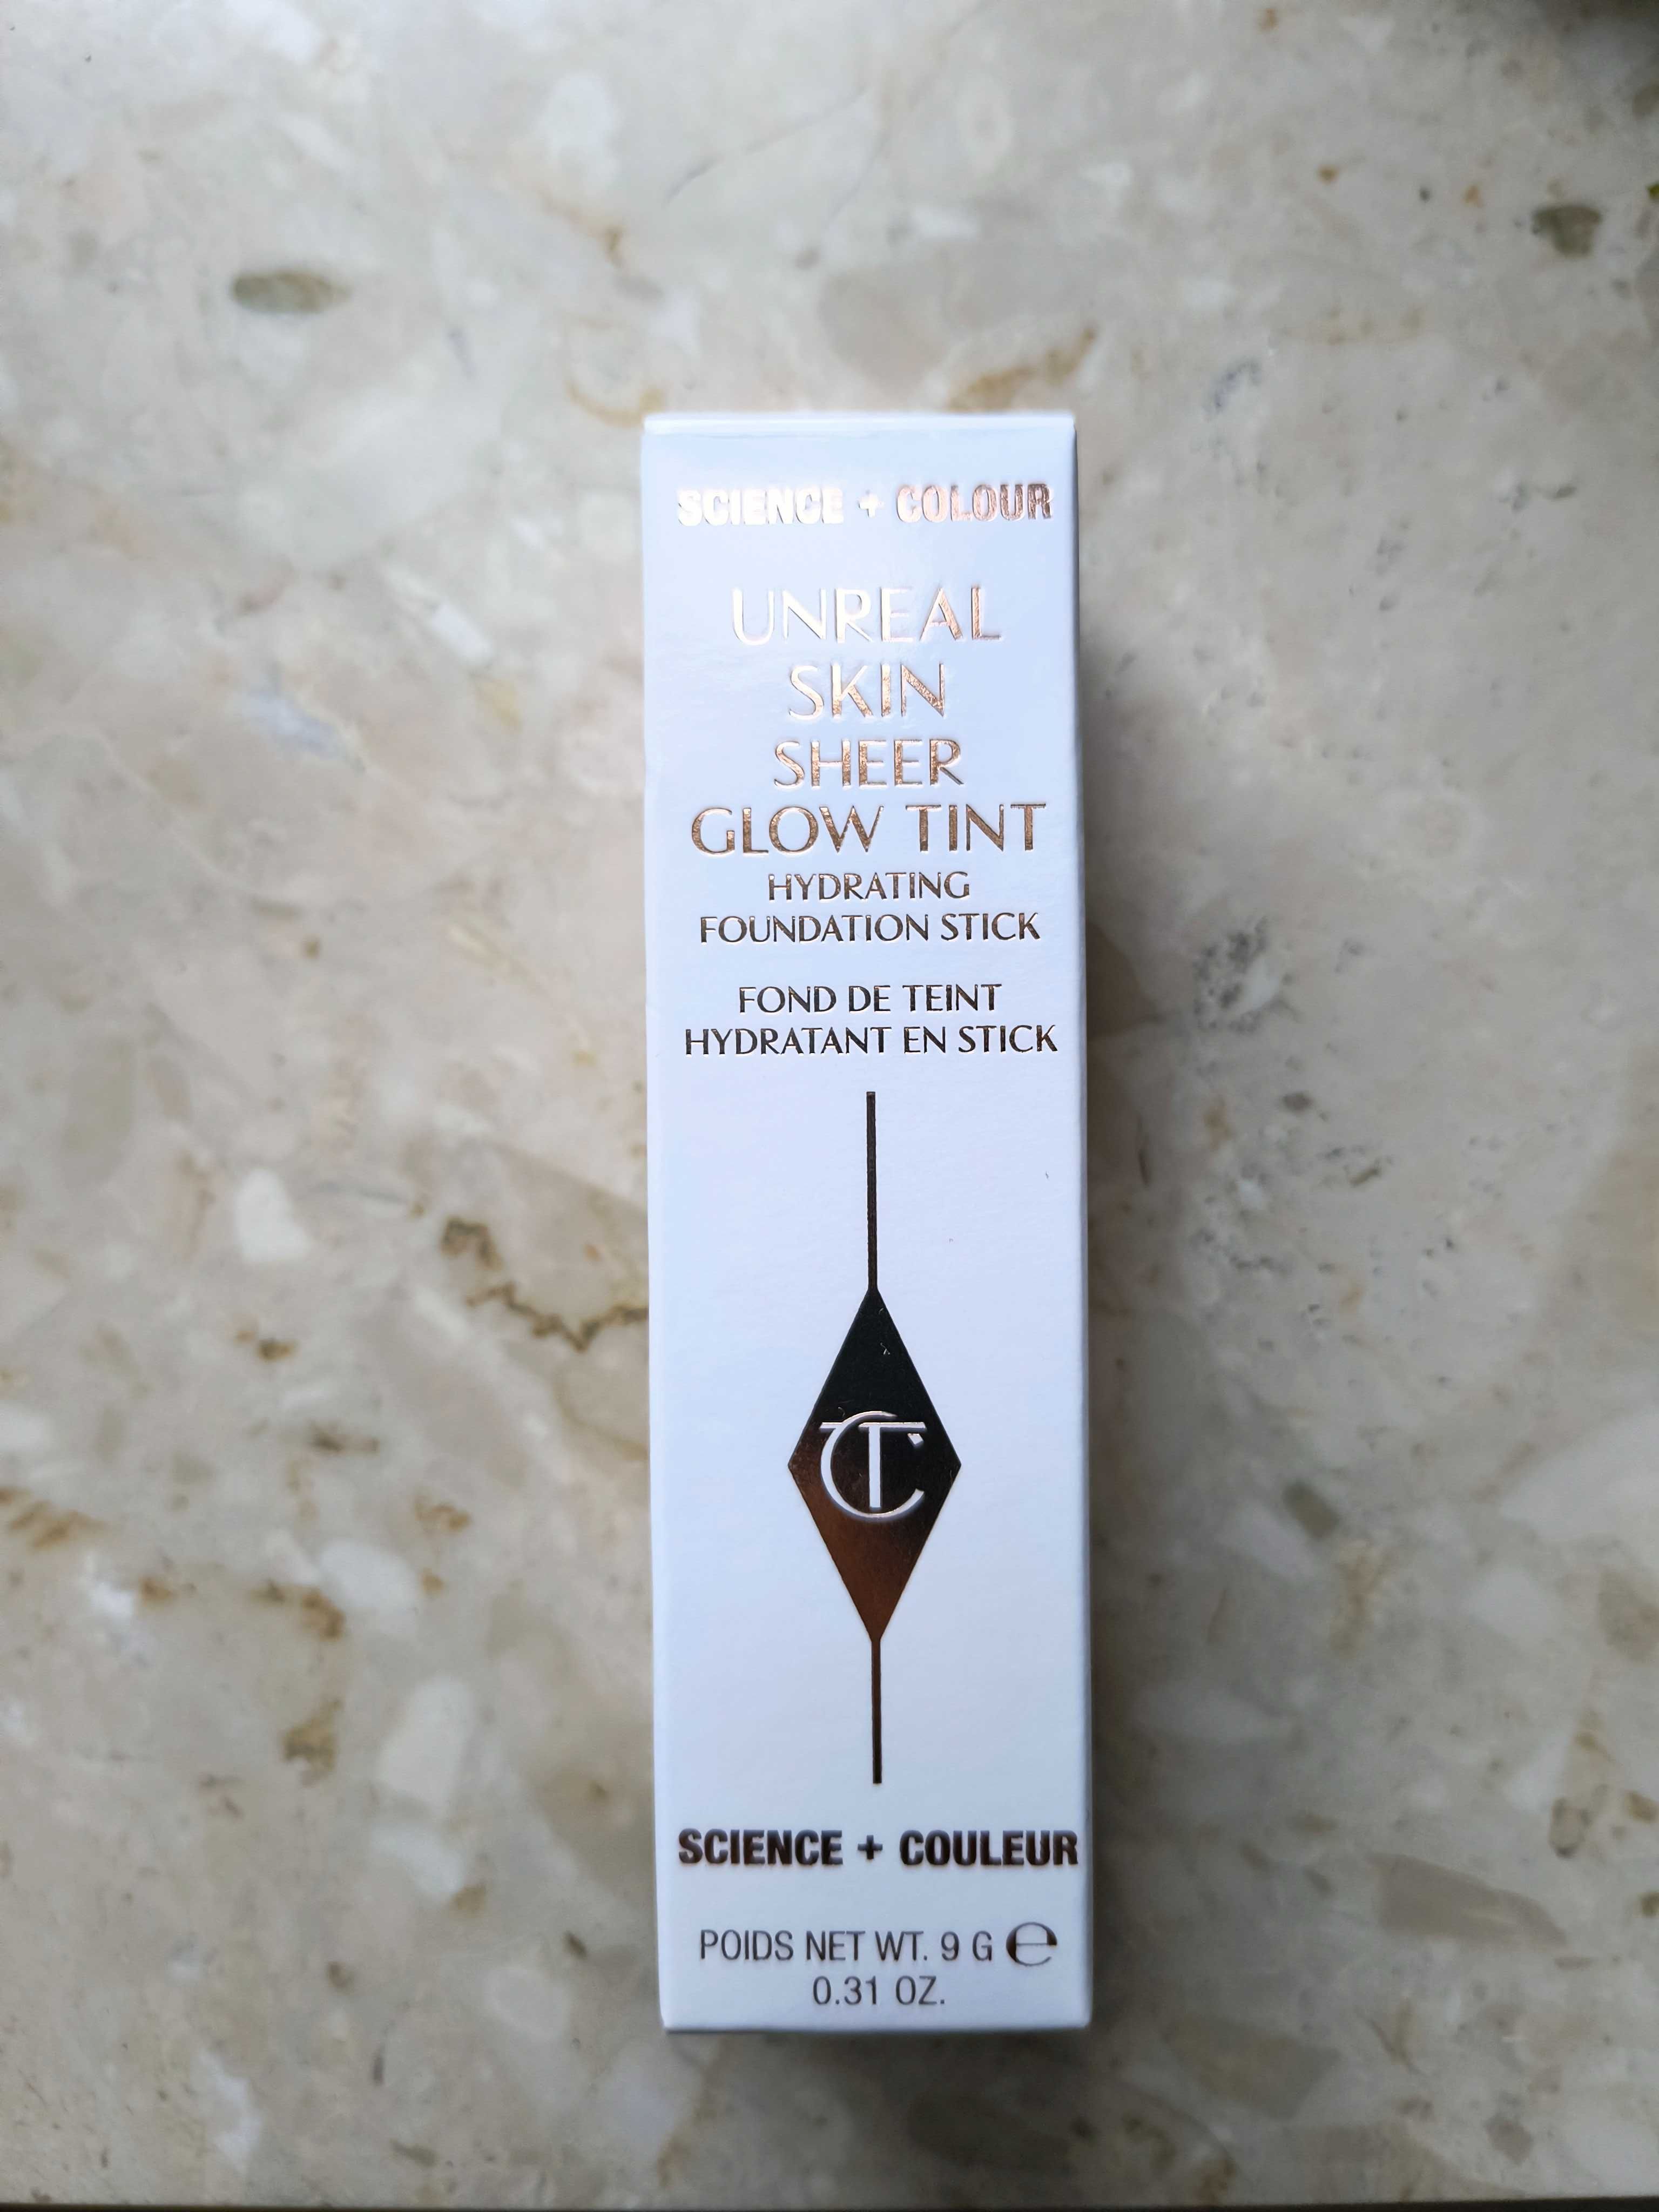 SCIENCE + COLOUR
UNREAL
SKIN
SHEER
GLOW TINT
HYDRATING
FOUNDATION STICK
FOND DE TEINT
HYDRATANT EN STICK
CT
SCIENCE + COULEUR
POIDS NET WT. 9 G ℮
0.31 OZ.